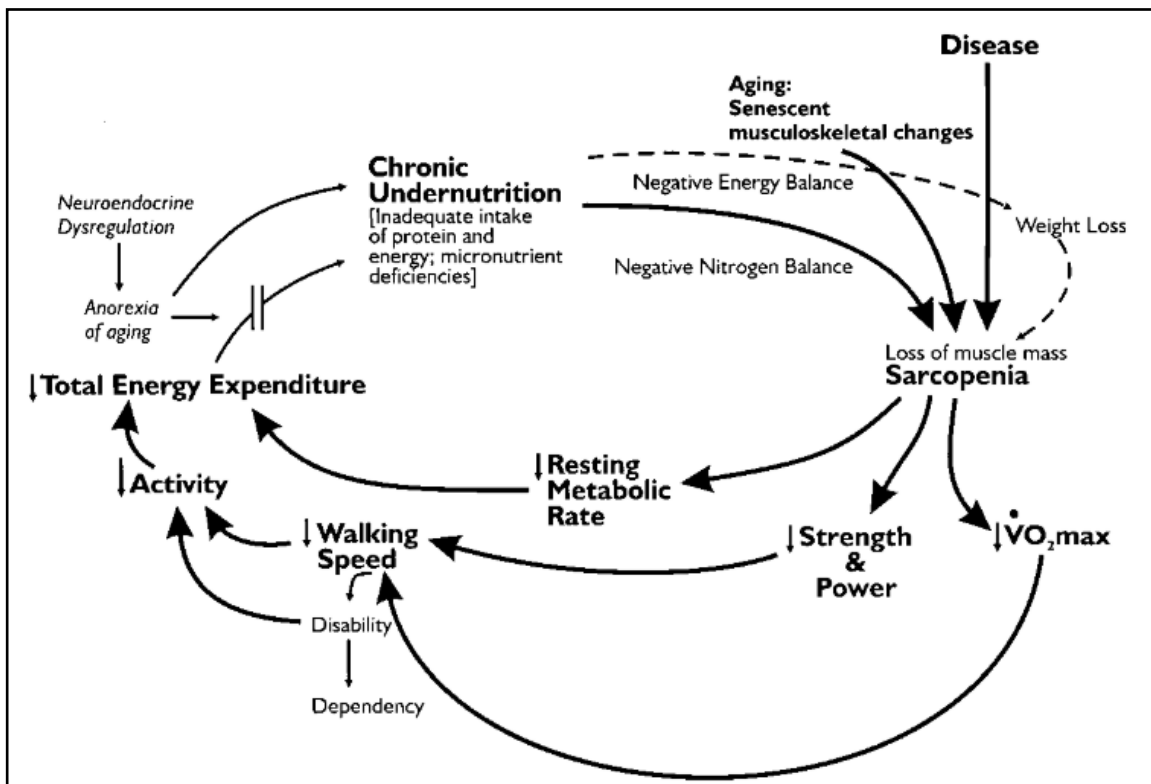 Disease
Aging:
Senescent
musculoskeletal changes
Chronic
Undernutrition
[Inadequate intake
of protein and
energy; micronutrient
deficiencies]
Negative Energy Balance
Negative Nitrogen Balance
Weight Loss
Neuroendocrine
Dysregulation
Anorexia
of aging
Loss of muscle mass
Sarcopenia
↓Total Energy Expenditure
↓Resting
Metabolic
Rate
↓Activity
↓Walking
Speed
↓Strength
&
Power
↓V̇O₂max
Disability
Dependency